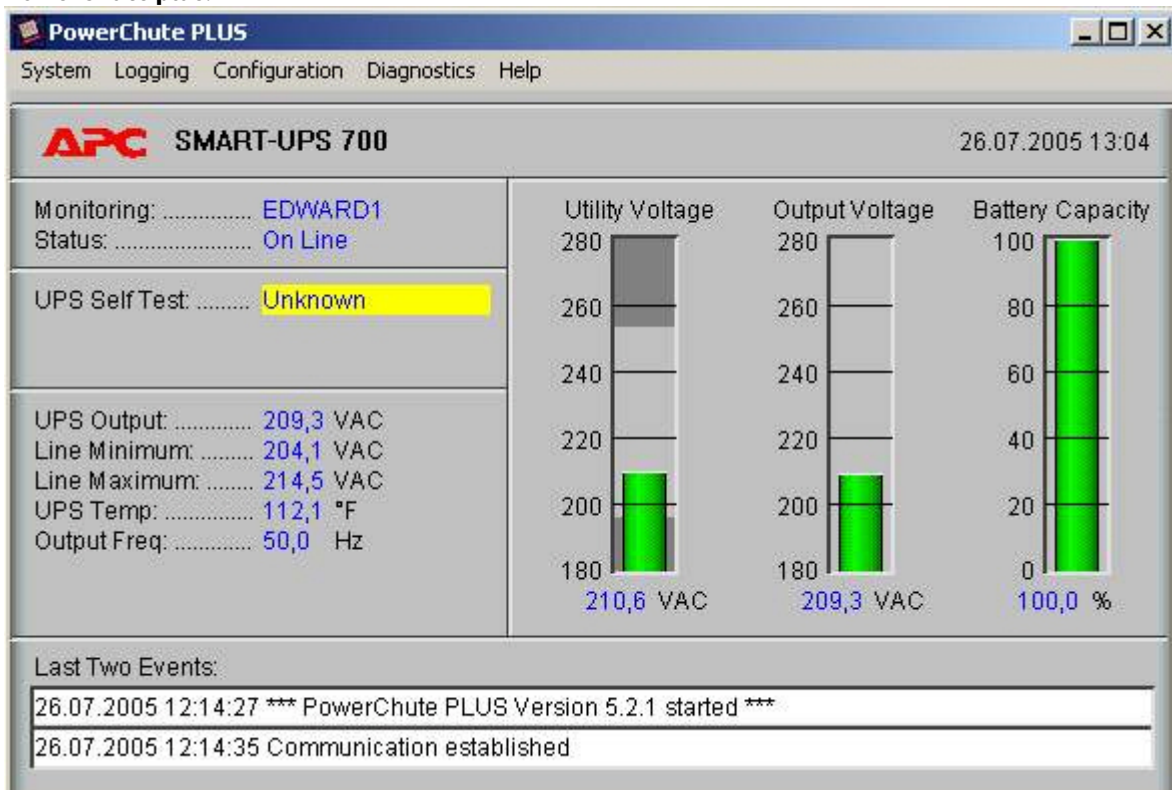 PowerChute PLUS
System Logging Configuration Diagnostics Help
APC SMART-UPS 700 26.07.2005 13:04
Monitoring: .............. EDWARD1
Status: ...................... On Line
UPS Self Test: ......... Unknown
UPS Output: ............. 209,3 VAC
Line Minimum: ......... 204,1 VAC
Line Maximum: ........ 214,5 VAC
UPS Temp: ............... 112,1 °F
Output Freq: ............. 50,0 Hz
Utility Voltage Output Voltage Battery Capacity
280 280 100
260 260 80
240 240 60
220 220 40
200 200 20
180 180 0
210,6 VAC 209,3 VAC 100,0 %
Last Two Events:
26.07.2005 12:14:27 *** PowerChute PLUS Version 5.2.1 started ***
26.07.2005 12:14:35 Communication established